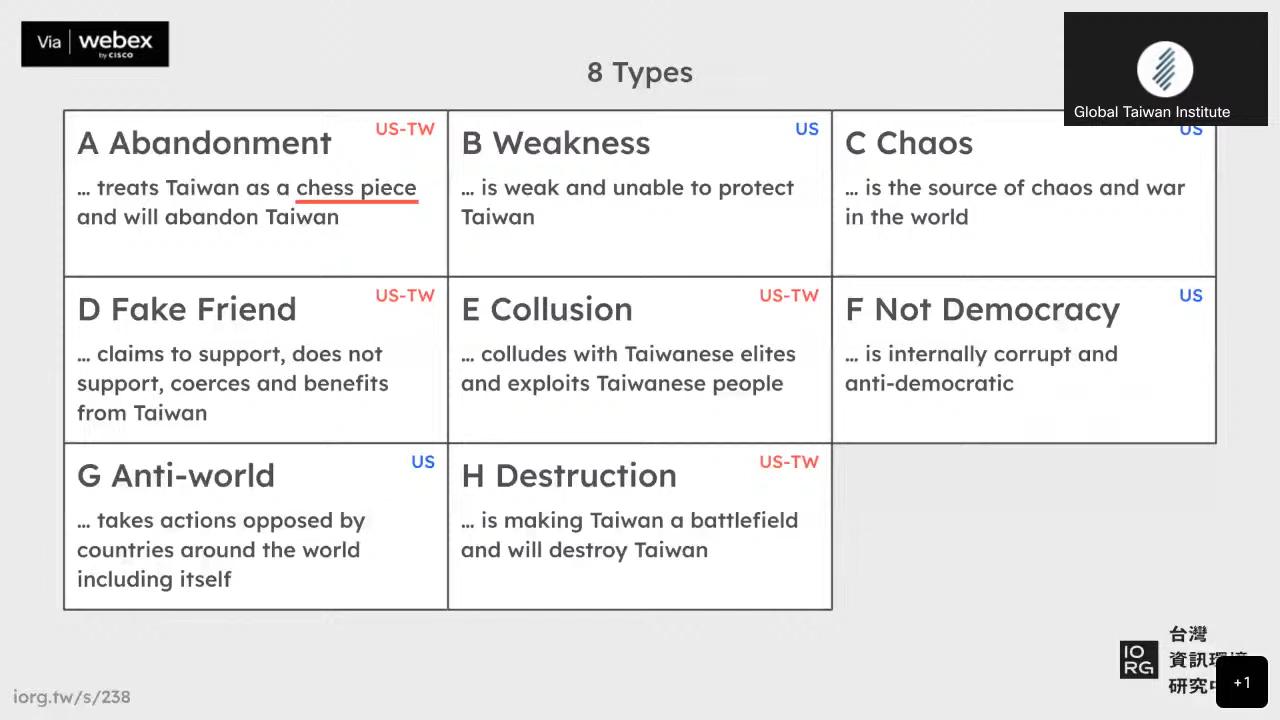 Via webex
by CISCO
8 Types
Global Taiwan Institute
A Abandonment US-TW
... treats Taiwan as a chess piece
and will abandon Taiwan
B Weakness US
... is weak and unable to protect
Taiwan
C Chaos US
... is the source of chaos and war
in the world
D Fake Friend US-TW
... claims to support, does not
support, coerces and benefits
from Taiwan
E Collusion US-TW
... colludes with Taiwanese elites
and exploits Taiwanese people
F Not Democracy US
... is internally corrupt and
anti-democratic
G Anti-world US
... takes actions opposed by
countries around the world
including itself
H Destruction US-TW
... is making Taiwan a battlefield
and will destroy Taiwan
IO
RG
台灣
資訊環境
研究
+1
iorg.tw/s/238